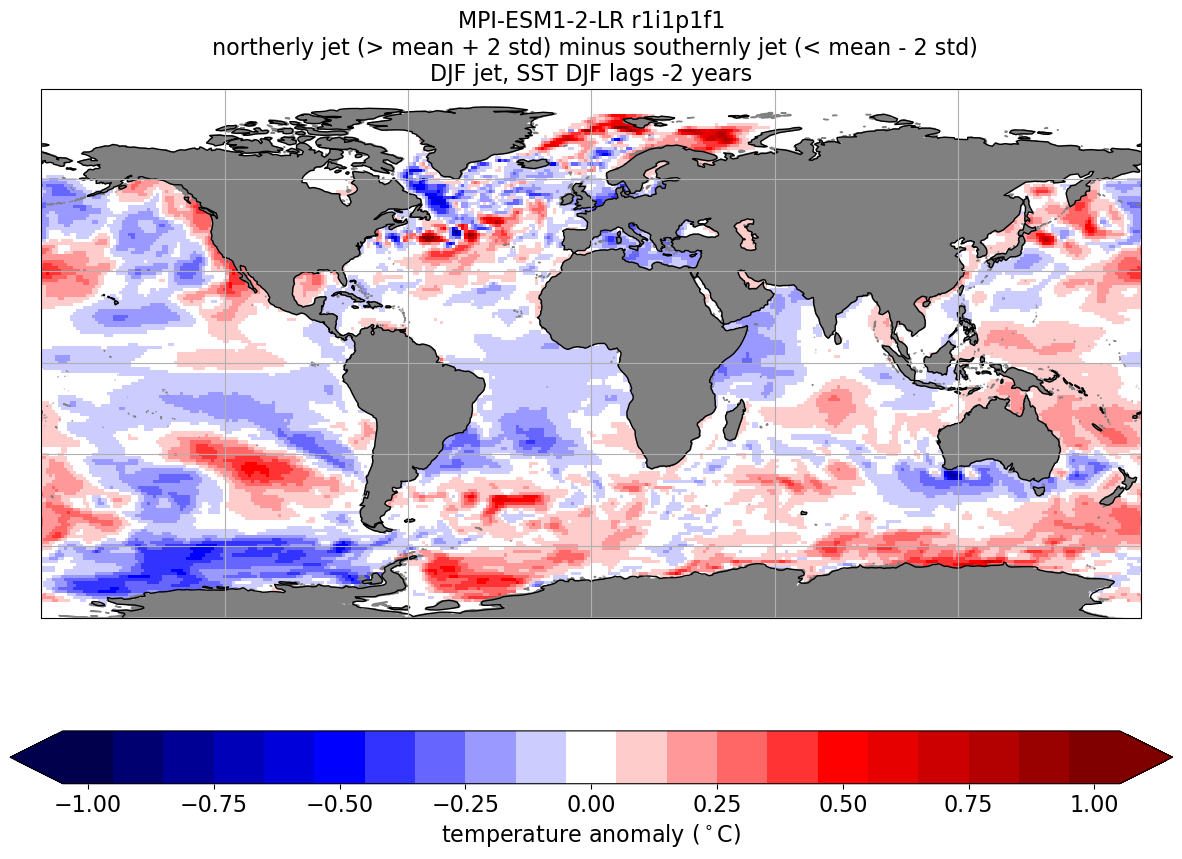 MPI-ESM1-2-LR r1i1p1f1
northerly jet (> mean + 2 std) minus southernly jet (< mean - 2 std)
DJF jet, SST DJF lags -2 years
−1.00 −0.75 −0.50 −0.25 0.00 0.25 0.50 0.75 1.00
temperature anomaly (°C)